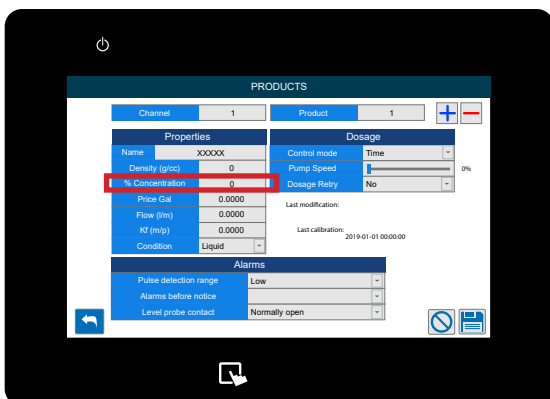 PRODUCTS
Channel 1 Product 1
Properties
Name XXXXX
Density (g/cc) 0
% Concentration 0
Price Gal 0.0000
Flow (l/m) 0.0000
Kf (m/p) 0.0000
Condition Liquid
Dosage
Control mode Time
Pump Speed 0%
Dosage Retry No
Last modification:
Last calibration:
2019-01-01 00:00:00
Alarms
Pulse detection range Low
Alarms before notice
Level probe contact Normally open